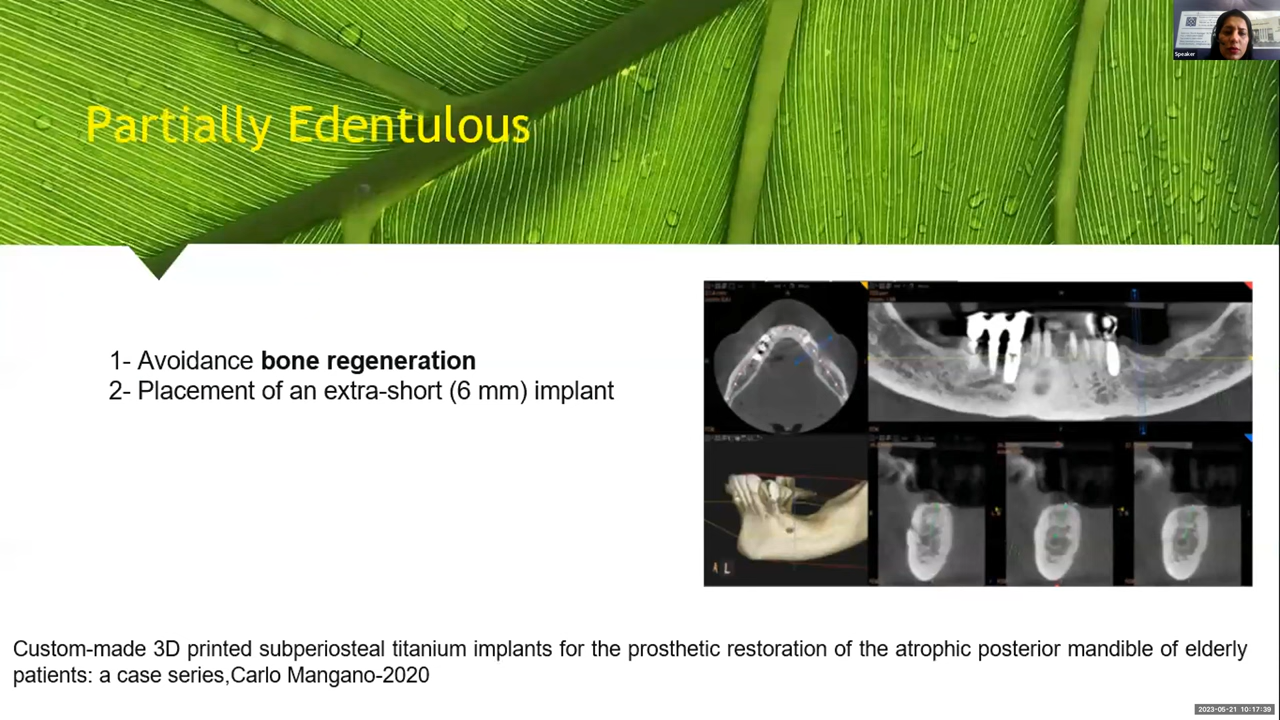 Speaker
Partially Edentulous
1- Avoidance bone regeneration
2- Placement of an extra-short (6 mm) implant
A L
Custom-made 3D printed subperiosteal titanium implants for the prosthetic restoration of the atrophic posterior mandible of elderly
patients: a case series,Carlo Mangano-2020
2023-05-21 10:17:39